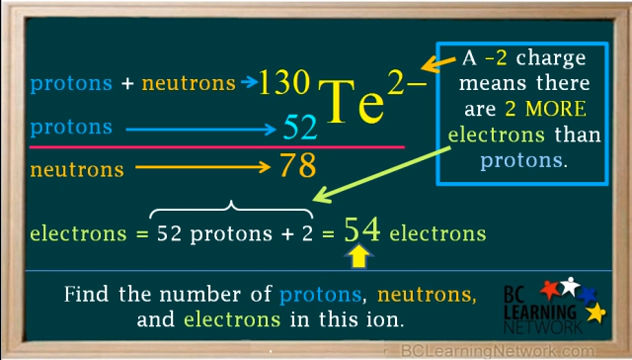 protons + neutrons → 130 Te 2−
protons → 52
neutrons → 78
A −2 charge
means there
are 2 MORE
electrons than
protons.
electrons = 52 protons + 2 = 54 electrons
Find the number of protons, neutrons,
and electrons in this ion.
BC
LEARNING
NETWORK
BCLearningNetwork.com